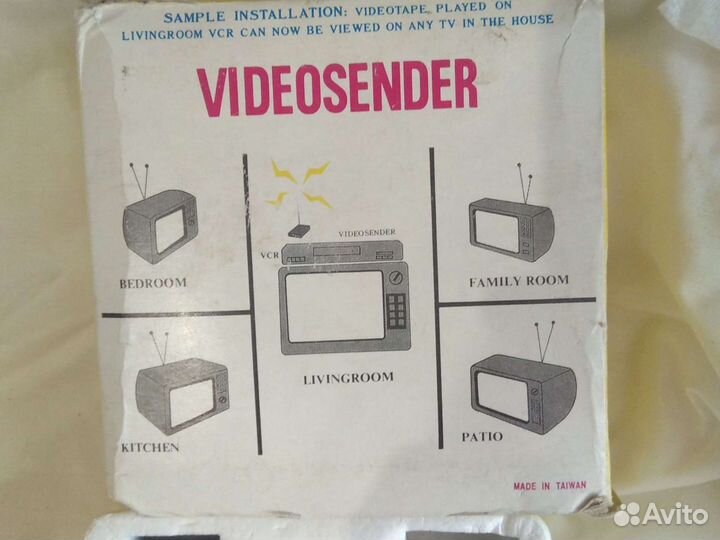 SAMPLE INSTALLATION: VIDEOTAPE PLAYED ON
LIVINGROOM VCR CAN NOW BE VIEWED ON ANY TV IN THE HOUSE
VIDEOSENDER
VIDEOSENDER
VCR
BEDROOM
FAMILY ROOM
LIVINGROOM
KITCHEN
PATIO
MADE IN TAIWAN
Avito